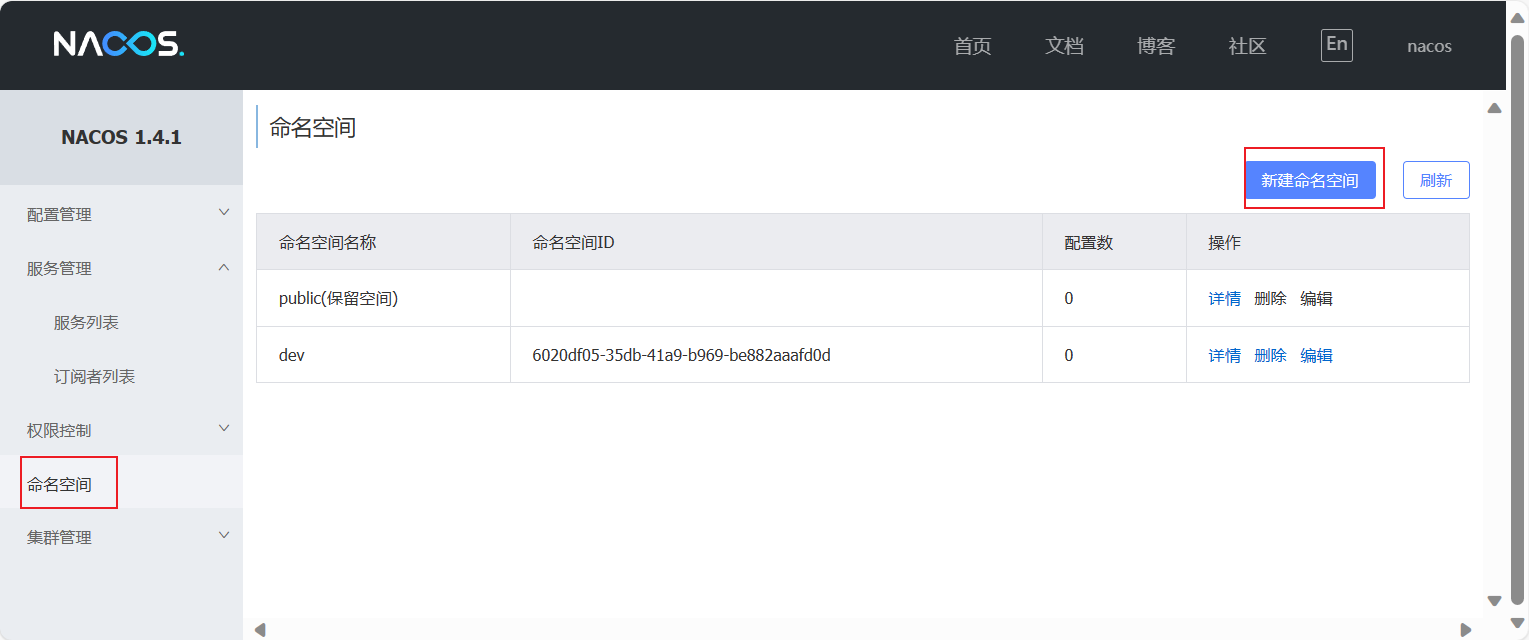 NACOS. 首页 文档 博客 社区 En nacos
NACOS 1.4.1
配置管理
服务管理
服务列表
订阅者列表
权限控制
命名空间
集群管理
命名空间
新建命名空间 刷新
命名空间名称 命名空间ID 配置数 操作
public(保留空间) 0 详情 删除 编辑
dev 6020df05-35db-41a9-b969-be882aaafd0d 0 详情 删除 编辑